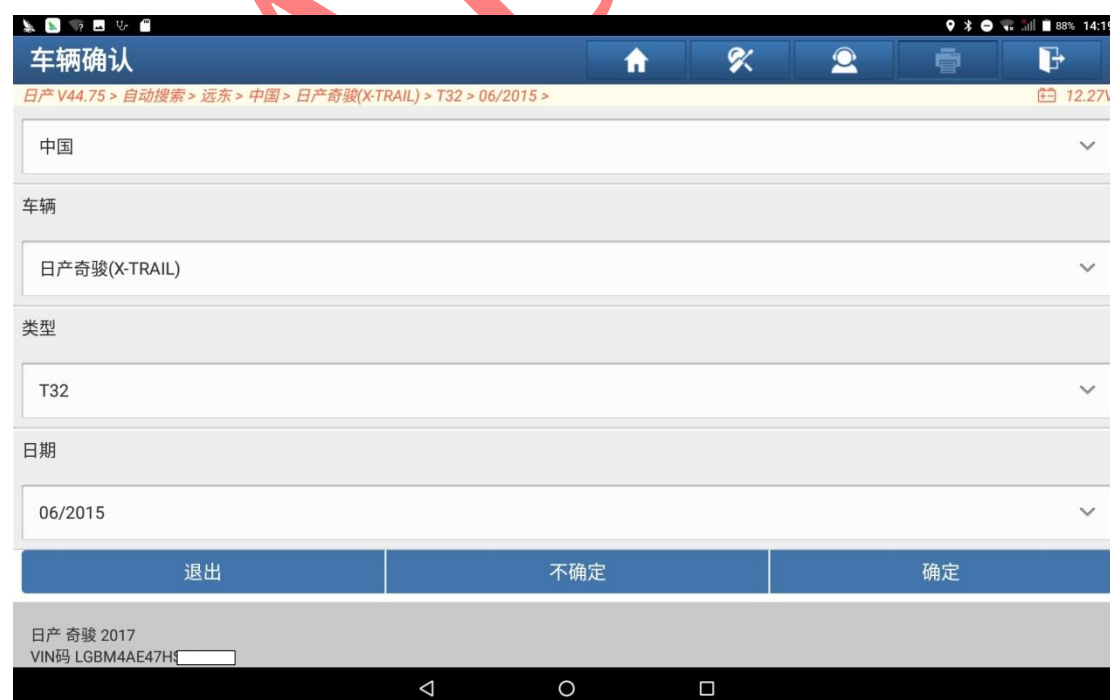 88% 14:19
车辆确认
日产 V44.75 > 自动搜索 > 远东 > 中国 > 日产奇骏(X-TRAIL) > T32 > 06/2015 >
12.27V
中国
车辆
日产奇骏(X-TRAIL)
类型
T32
日期
06/2015
退出
不确定
确定
日产 奇骏 2017
VIN码 LGBM4AE47H